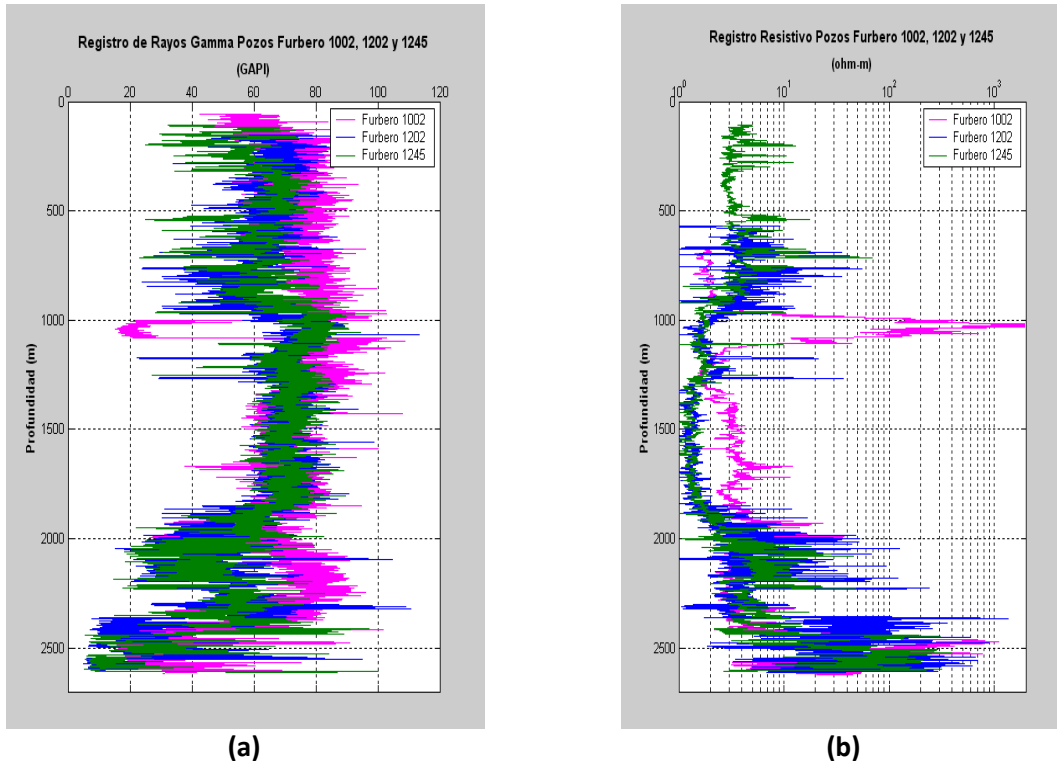 Registro de Rayos Gamma Pozos Furbero 1002, 1202 y 1245
(GAPI)
0 20 40 60 80 100 120
Furbero 1002
Furbero 1202
Furbero 1245
0
500
1000
1500
2000
2500
Profundidad (m)
(a)
Registro Resistivo Pozos Furbero 1002, 1202 y 1245
(ohm-m)
10^0 10^1 10^2 10^3
Furbero 1002
Furbero 1202
Furbero 1245
0
500
1000
1500
2000
2500
Profundidad (m)
(b)